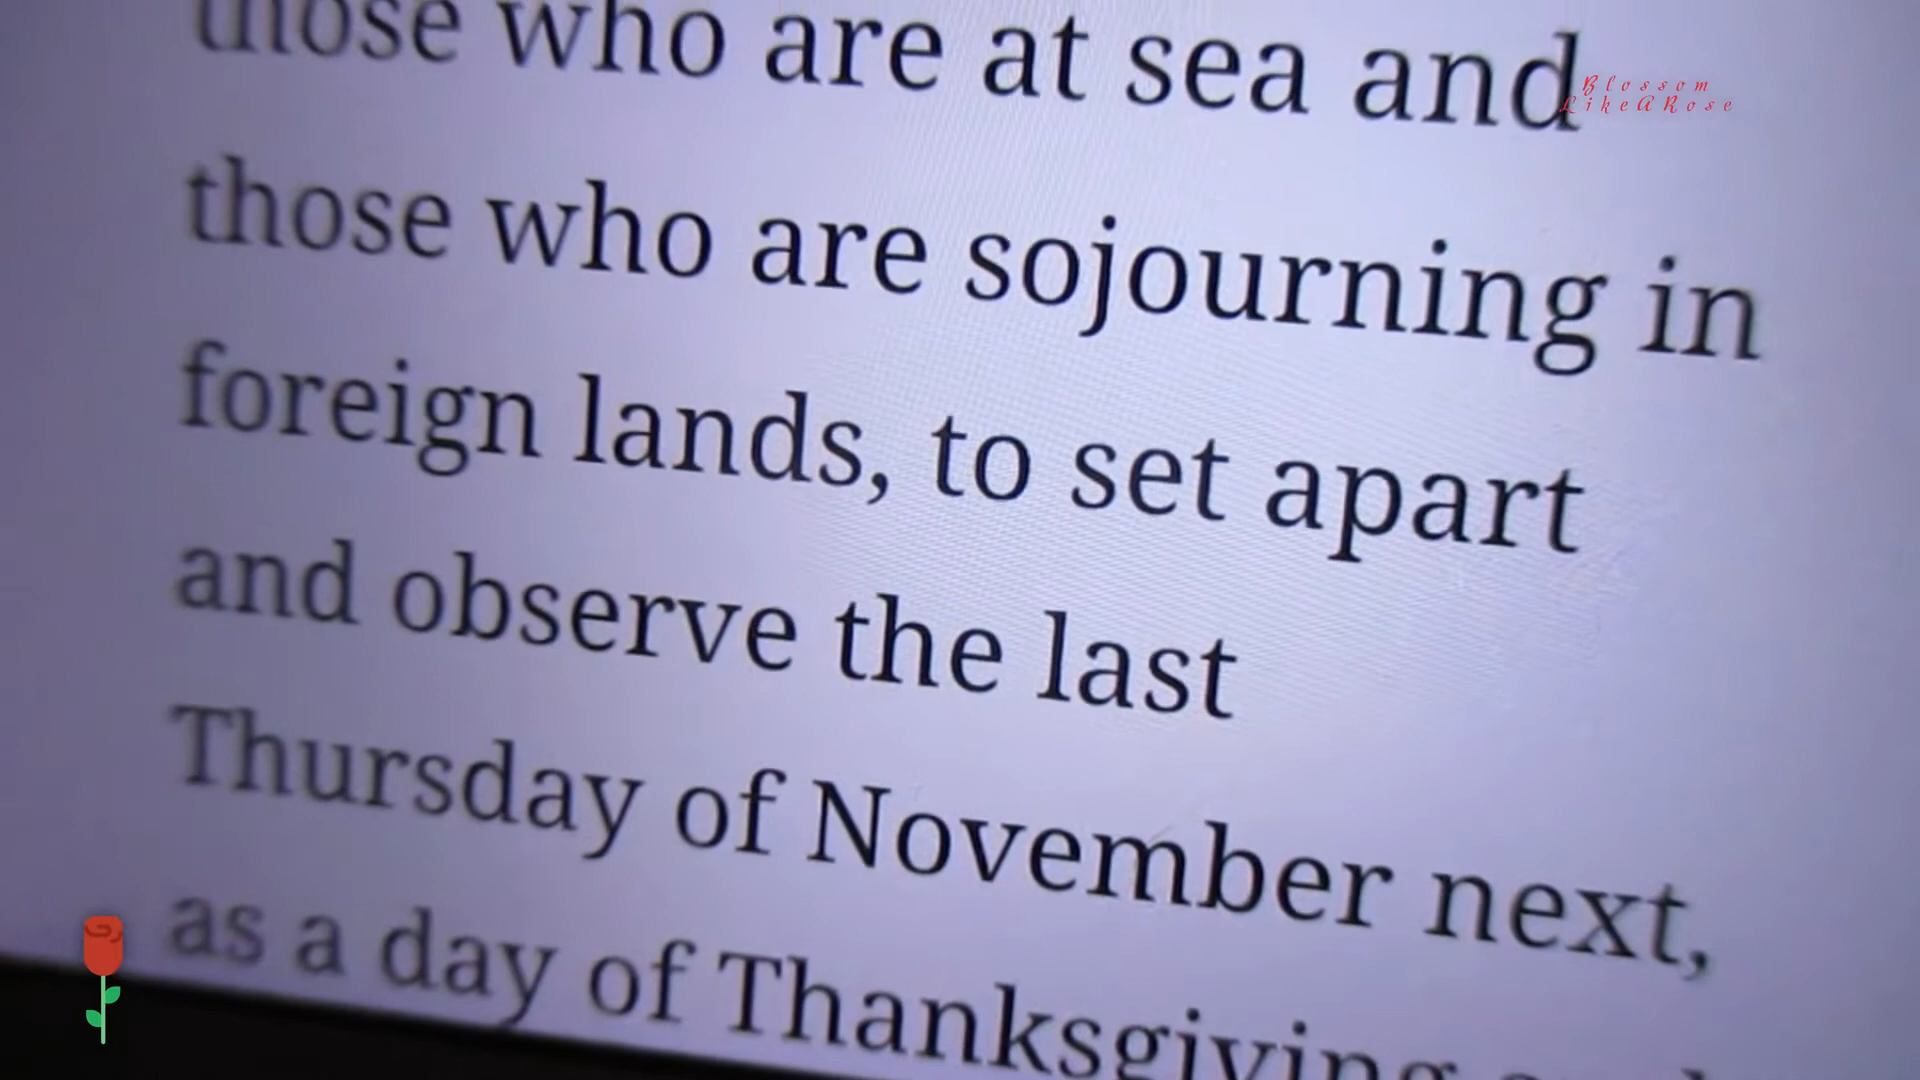 those who are at sea and
Blossom
LikeARose
those who are sojourning in
foreign lands, to set apart
and observe the last
Thursday of November next,
as a day of Thanksgiving